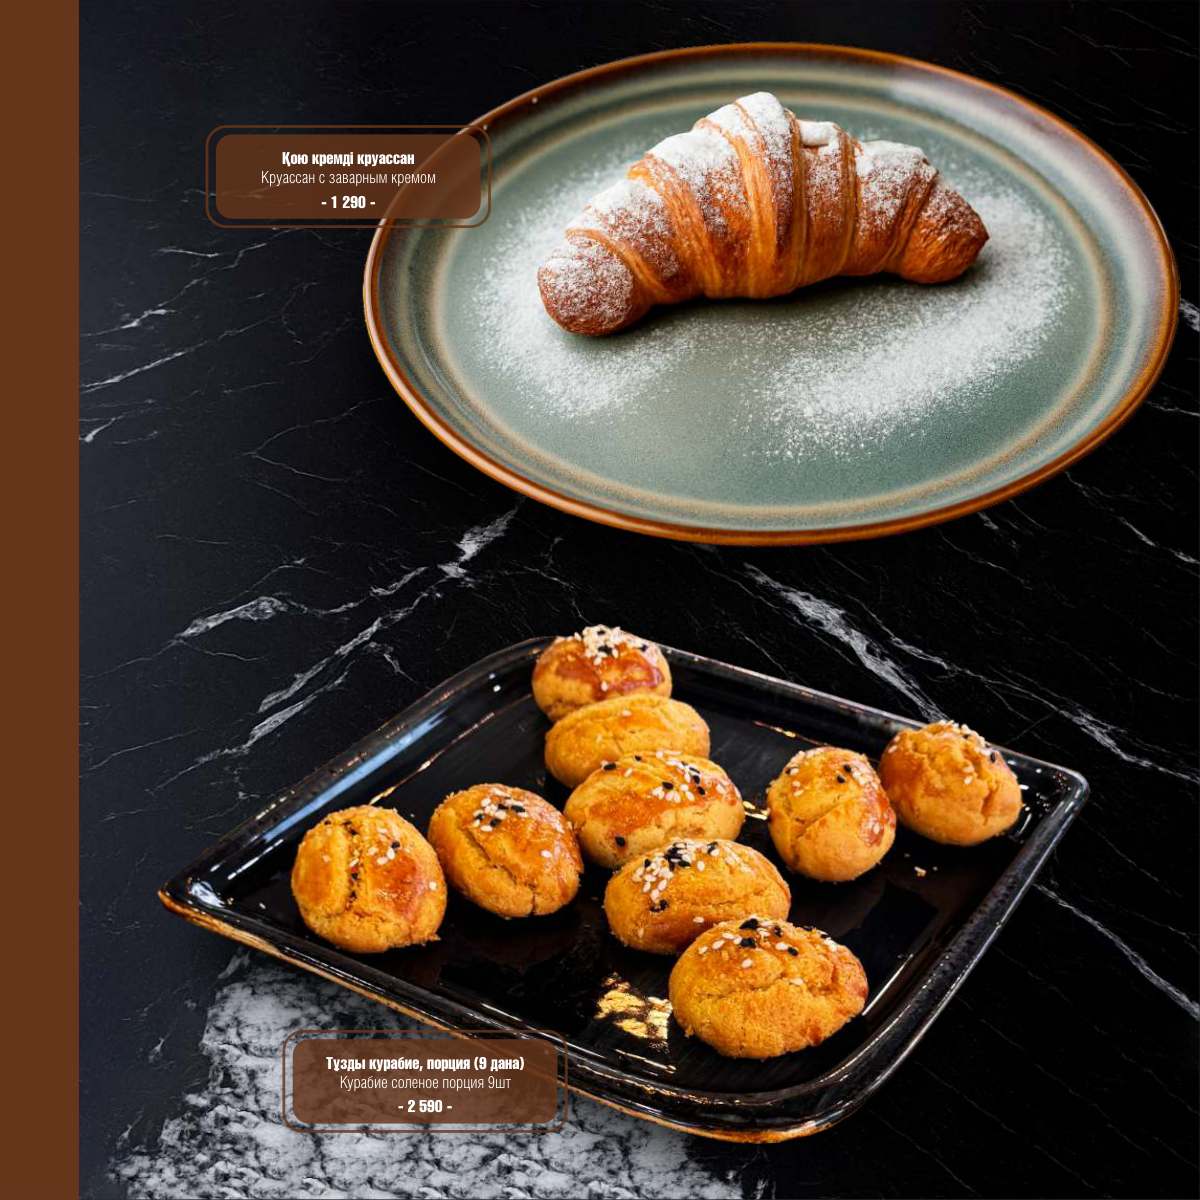 Қою кремді круассан
Круассан с заварным кремом
- 1 290 -
Тұзды курабие, порция (9 дана)
Курабие соленое порция 9шт
- 2 590 -